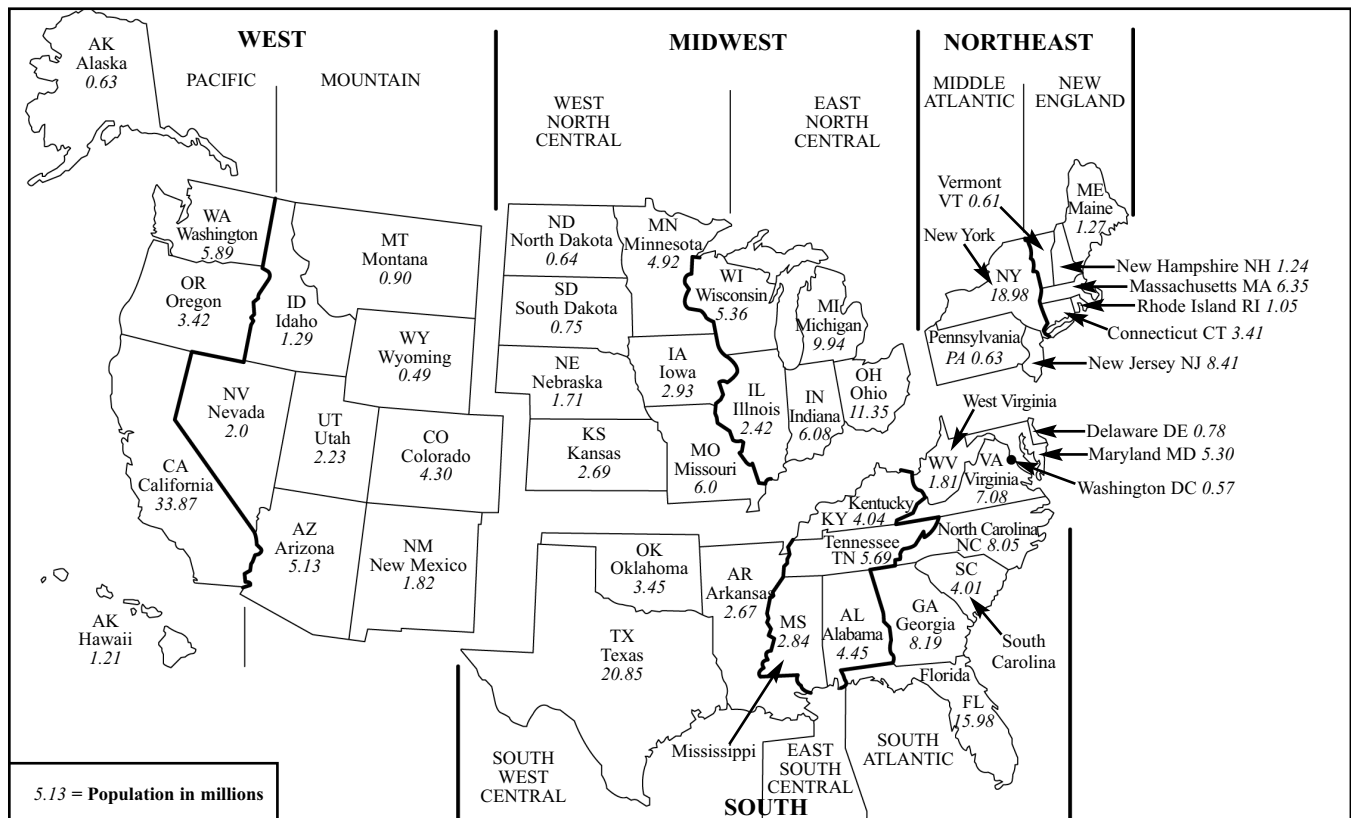 WEST
MIDWEST
NORTHEAST
PACIFIC
MOUNTAIN
WEST
NORTH
CENTRAL
EAST
NORTH
CENTRAL
MIDDLE
ATLANTIC
NEW
ENGLAND
AK
Alaska
0.63
WA
Washington
5.89
OR
Oregon
3.42
CA
California
33.87
AK
Hawaii
1.21
MT
Montana
0.90
ID
Idaho
1.29
WY
Wyoming
0.49
NV
Nevada
2.0
UT
Utah
2.23
CO
Colorado
4.30
AZ
Arizona
5.13
NM
New Mexico
1.82
ND
North Dakota
0.64
SD
South Dakota
0.75
NE
Nebraska
1.71
KS
Kansas
2.69
MN
Minnesota
4.92
IA
Iowa
2.93
MO
Missouri
6.0
WI
Wisconsin
5.36
MI
Michigan
9.94
IL
Illnois
2.42
IN
Indiana
6.08
OH
Ohio
11.35
Vermont
VT 0.61
ME
Maine
1.27
New York
NY
18.98
New Hampshire NH 1.24
Massachusetts MA 6.35
Rhode Island RI 1.05
Connecticut CT 3.41
Pennsylvania
PA 0.63
New Jersey NJ 8.41
West Virginia
WV
1.81
VA
Virginia
7.08
Delaware DE 0.78
Maryland MD 5.30
Washington DC 0.57
Kentucky
KY 4.04
Tennessee
TN 5.69
North Carolina
NC 8.05
SC
4.01
South
Carolina
OK
Oklahoma
3.45
AR
Arkansas
2.67
TX
Texas
20.85
MS
2.84
Mississippi
AL
Alabama
4.45
GA
Georgia
8.19
Florida
FL
15.98
SOUTH
WEST
CENTRAL
EAST
SOUTH
CENTRAL
SOUTH
ATLANTIC
SOUTH
5.13 = Population in millions